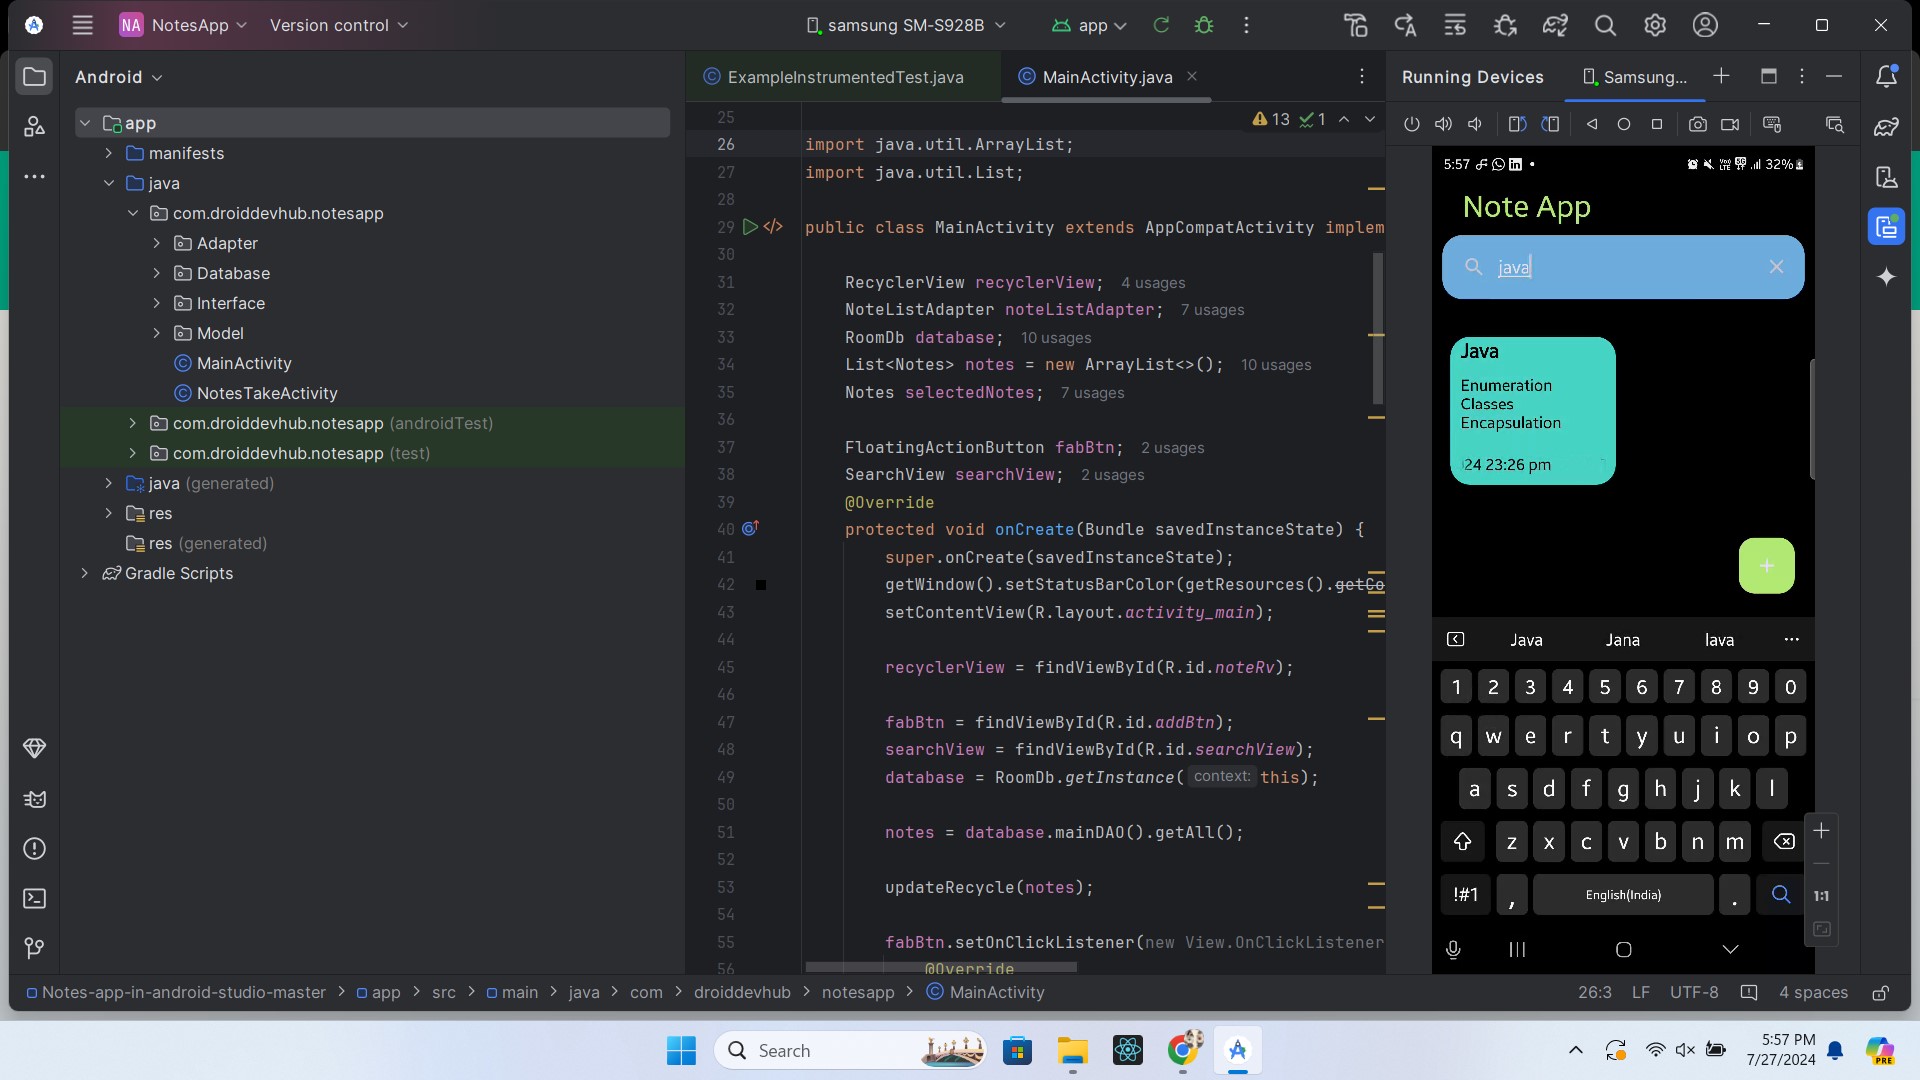 NA NotesApp Version control samsung SM-S928B app
Android
app
manifests
java
com.droiddevhub.notesapp
Adapter
Database
Interface
Model
MainActivity
NotesTakeActivity
com.droiddevhub.notesapp (androidTest)
com.droiddevhub.notesapp (test)
java (generated)
res
res (generated)
Gradle Scripts
ExampleInstrumentedTest.java MainActivity.java
13 1
25
26 import java.util.ArrayList;
27 import java.util.List;
28
29 public class MainActivity extends AppCompatActivity implem
30
31 RecyclerView recyclerView; 4 usages
32 NoteListAdapter noteListAdapter; 7 usages
33 RoomDb database; 10 usages
34 List<Notes> notes = new ArrayList<>(); 10 usages
35 Notes selectedNotes; 7 usages
36
37 FloatingActionButton fabBtn; 2 usages
38 SearchView searchView; 2 usages
39 @Override
40 protected void onCreate(Bundle savedInstanceState) {
41 super.onCreate(savedInstanceState);
42 getWindow().setStatusBarColor(getResources().getCo
43 setContentView(R.layout.activity_main);
44
45 recyclerView = findViewById(R.id.noteRv);
46
47 fabBtn = findViewById(R.id.addBtn);
48 searchView = findViewById(R.id.searchView);
49 database = RoomDb.getInstance( context: this);
50
51 notes = database.mainDAO().getAll();
52
53 updateRecycle(notes);
54
55 fabBtn.setOnClickListener(new View.OnClickListener
56 @Override
Running Devices Samsung...
5:57 32%
Note App
java
Java
Enumeration
Classes
Encapsulation
24 23:26 pm
+
Java Jana lava ...
1 2 3 4 5 6 7 8 9 0
q w e r t y u i o p
a s d f g h j k l
z x c v b n m
!#1 , English(India) .
1:1
Notes-app-in-android-studio-master > app > src > main > java > com > droiddevhub > notesapp > MainActivity
26:3 LF UTF-8 4 spaces
Search
5:57 PM
7/27/2024
PRE